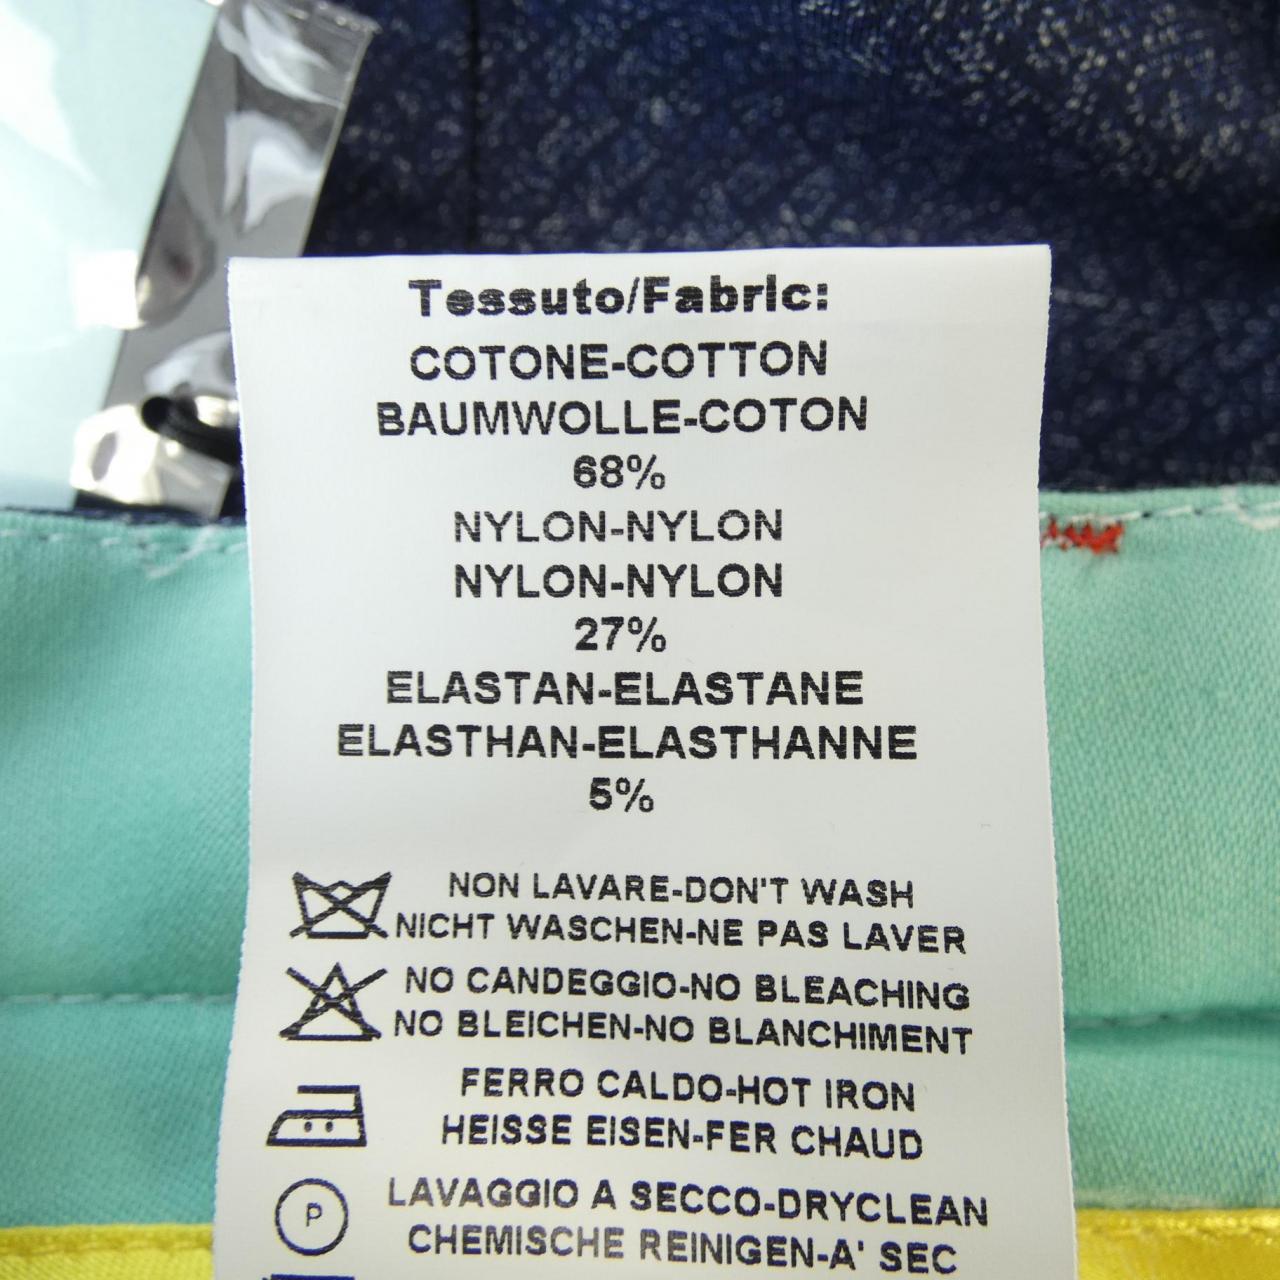 Tessuto/Fabric:
COTONE-COTTON
BAUMWOLLE-COTON
68%
NYLON-NYLON
NYLON-NYLON
27%
ELASTAN-ELASTANE
ELASTHAN-ELASTHANNE
5%
NON LAVARE-DON'T WASH
NICHT WASCHEN-NE PAS LAVER
NO CANDEGGIO-NO BLEACHING
NO BLEICHEN-NO BLANCHIMENT
FERRO CALDO-HOT IRON
HEISSE EISEN-FER CHAUD
P
LAVAGGIO A SECCO-DRYCLEAN
CHEMISCHE REINIGEN-A' SEC